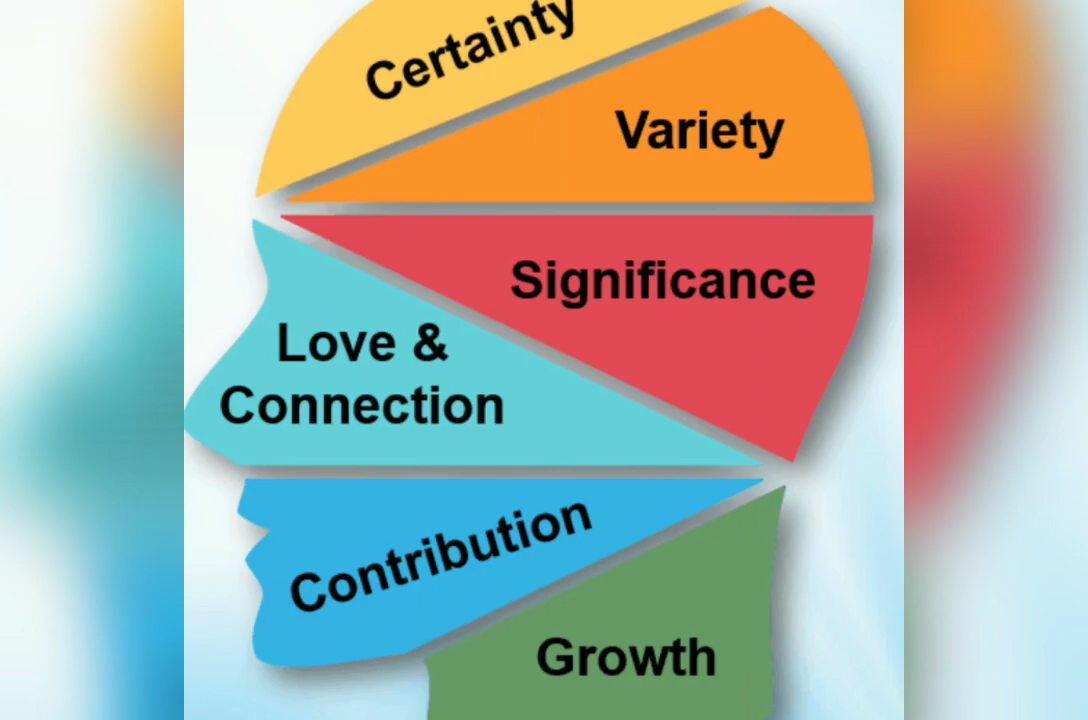 Certainty
Variety
Significance
Love &
Connection
Contribution
Growth